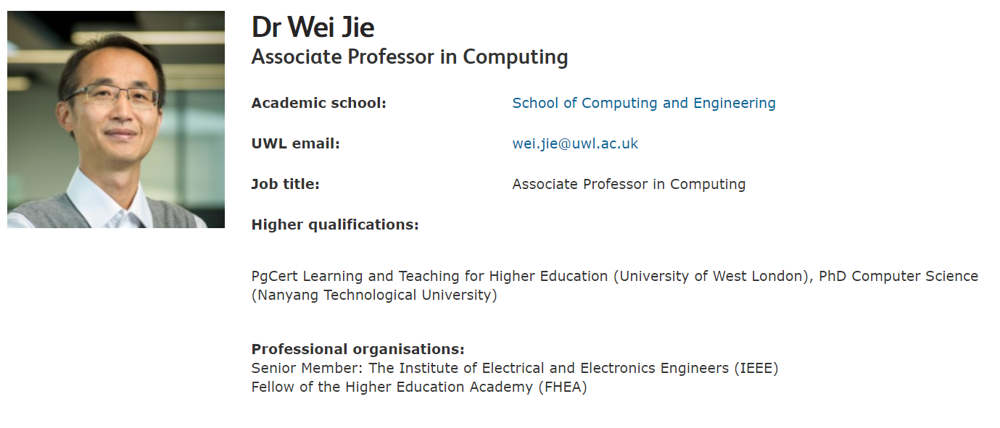 Dr Wei Jie
Associate Professor in Computing
Academic school: School of Computing and Engineering
UWL email: wei.jie@uwl.ac.uk
Job title: Associate Professor in Computing
Higher qualifications:
PgCert Learning and Teaching for Higher Education (University of West London), PhD Computer Science
(Nanyang Technological University)
Professional organisations:
Senior Member: The Institute of Electrical and Electronics Engineers (IEEE)
Fellow of the Higher Education Academy (FHEA)